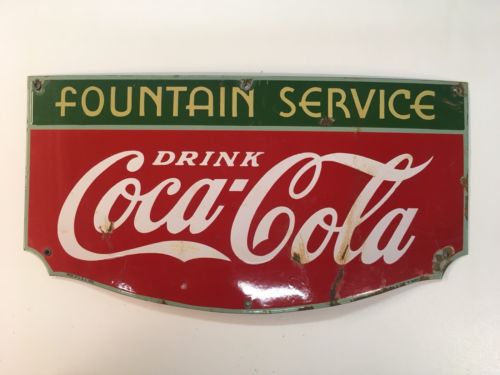 FOUNTAIN SERVICE
DRINK
Coca-Cola